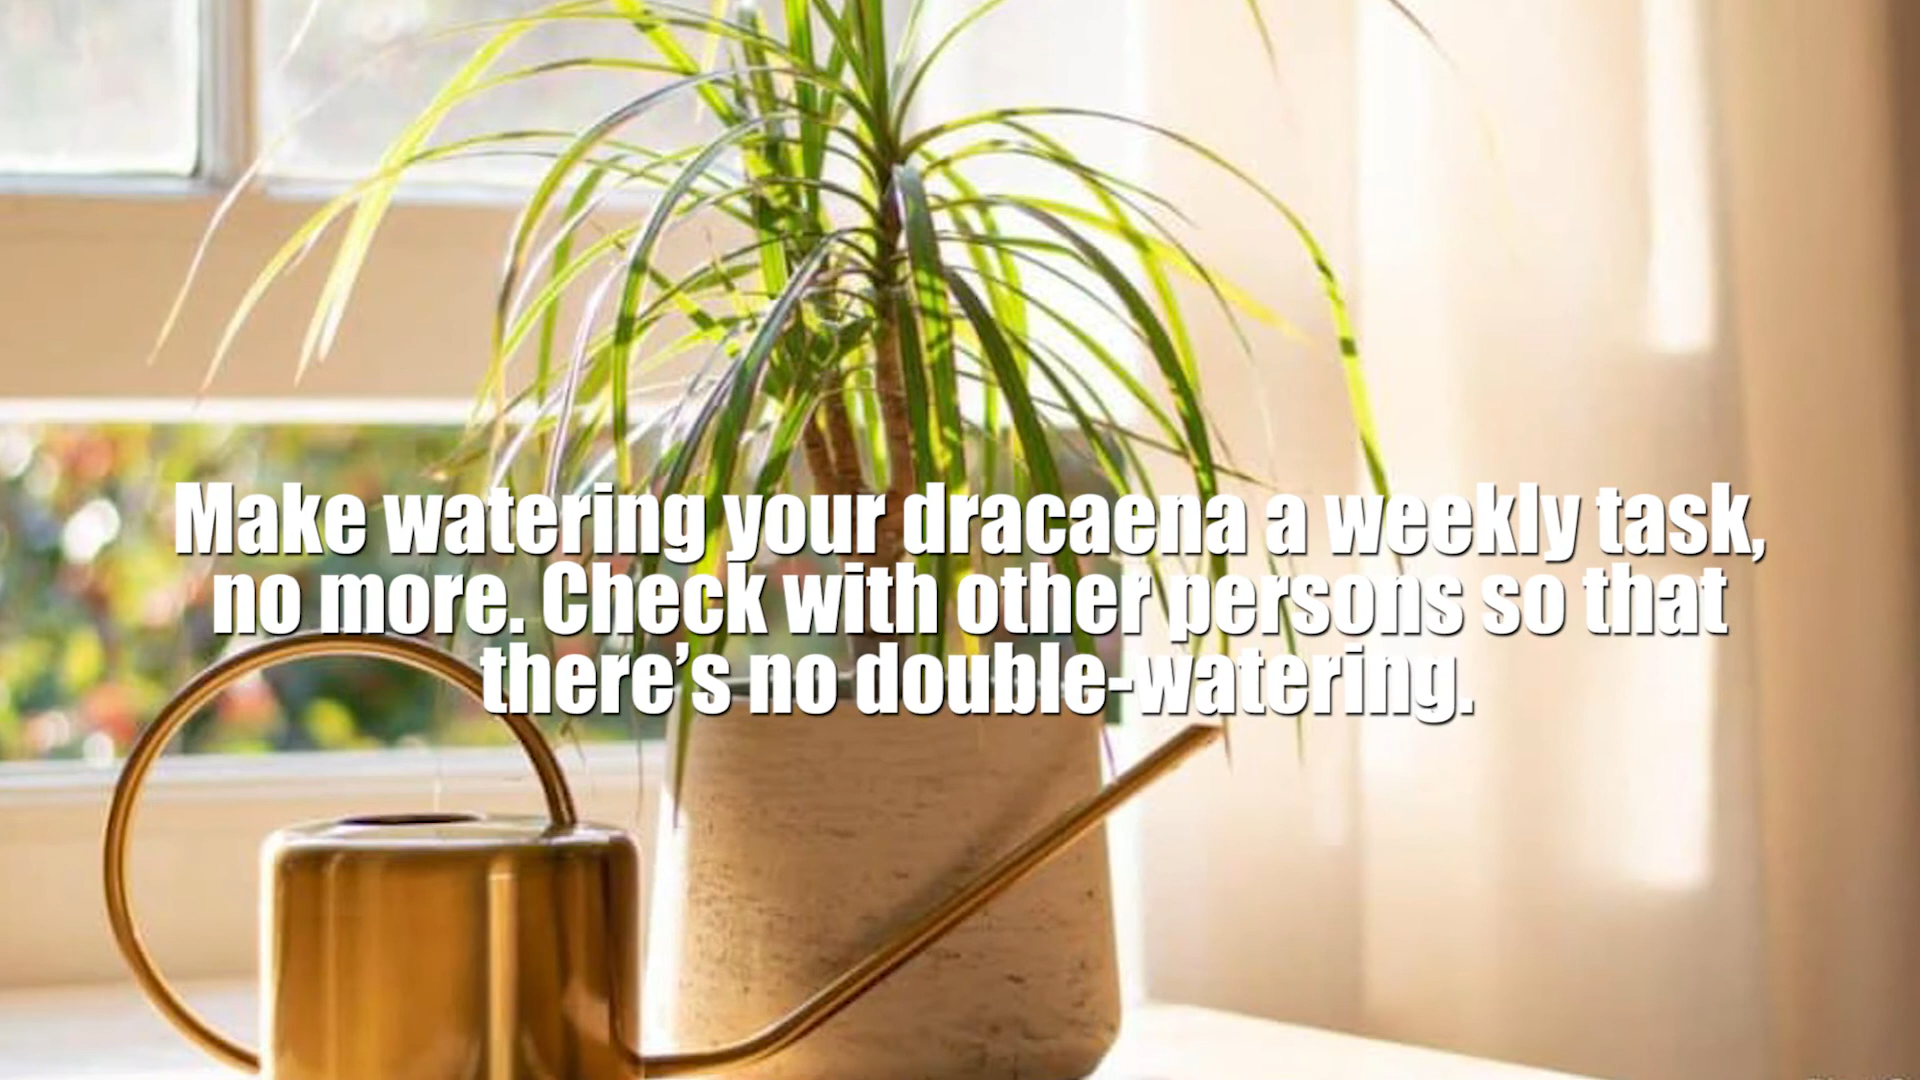 Make watering your dracaena a weekly task,
no more. Check with other persons so that
there’s no double-watering.